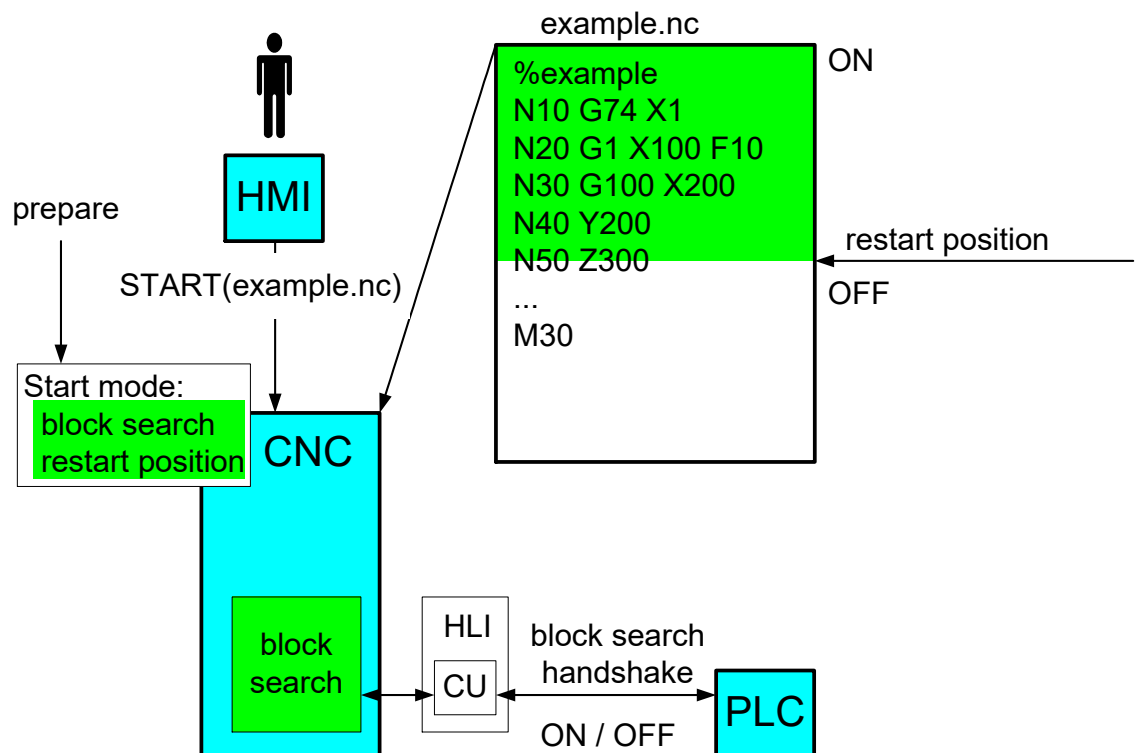 example.nc
%example
N10 G74 X1
N20 G1 X100 F10
N30 G100 X200
N40 Y200
N50 Z300
...
M30
ON
restart position
OFF
HMI
prepare
START(example.nc)
Start mode:
block search
restart position
CNC
block
search
HLI
CU
block search
handshake
ON / OFF
PLC